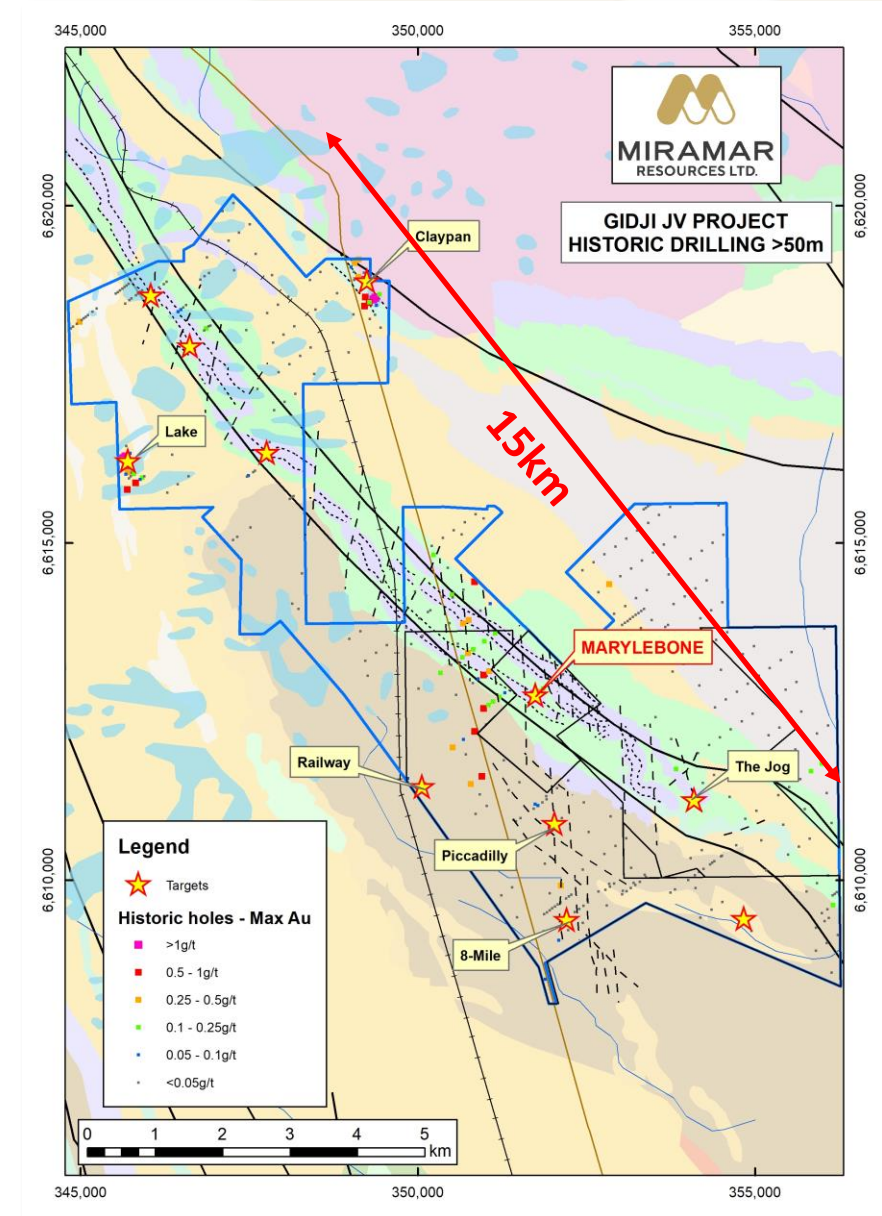 345,000
350,000
355,000
MIRAMAR
RESOURCES LTD.
GIDJI JV PROJECT
HISTORIC DRILLING >50m
6,620,000
6,620,000
Claypan
15km
Lake
6,615,000
6,615,000
MARYLEBONE
Railway
The Jog
Piccadilly
6,610,000
6,610,000
8-Mile
Legend
Targets
Historic holes - Max Au
>1g/t
0.5 - 1g/t
0.25 - 0.5g/t
0.1 - 0.25g/t
0.05 - 0.1g/t
<0.05g/t
0 1 2 3 4 5
km
345,000
350,000
355,000